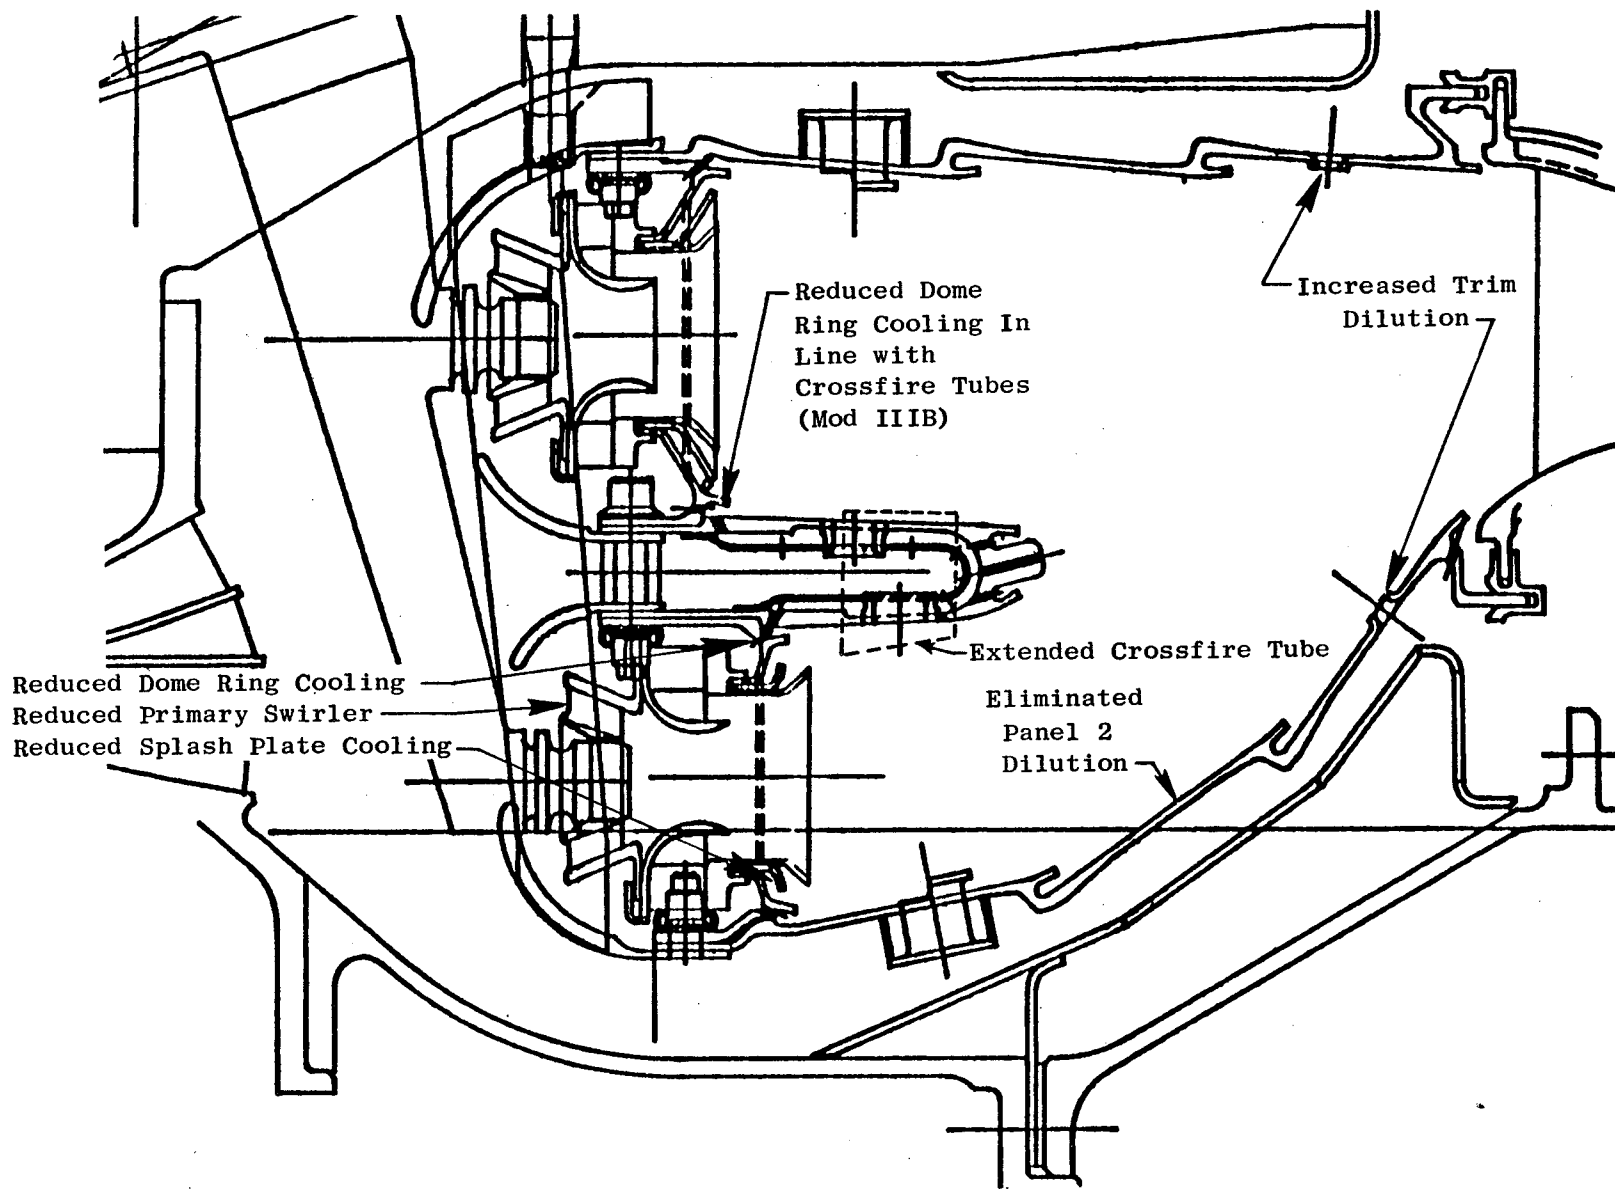 Reduced Dome
Ring Cooling In
Line with
Crossfire Tubes
(Mod IIIB)
Increased Trim
Dilution
Extended Crossfire Tube
Reduced Dome Ring Cooling
Reduced Primary Swirler
Reduced Splash Plate Cooling
Eliminated
Panel 2
Dilution